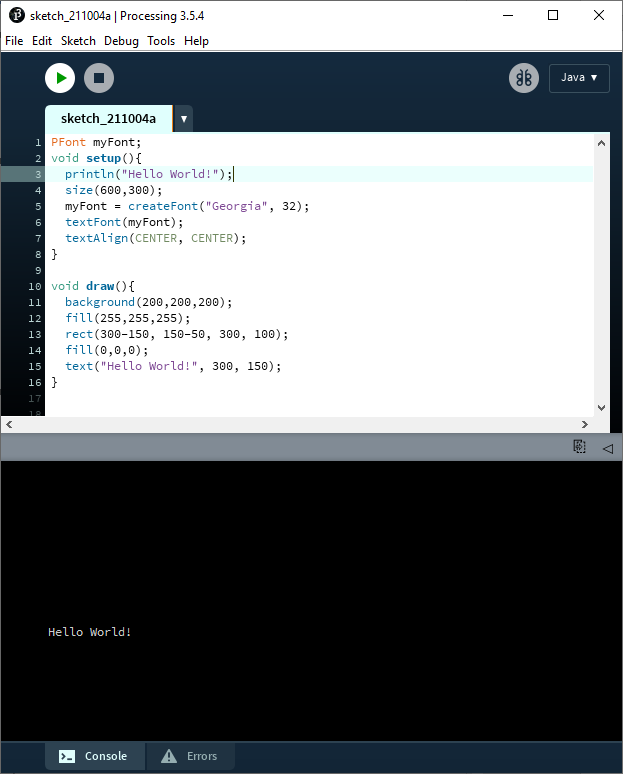 sketch_211004a | Processing 3.5.4
File Edit Sketch Debug Tools Help
Java ▼
sketch_211004a ▼
1 PFont myFont;
2 void setup(){
3   println("Hello World!");
4   size(600,300);
5   myFont = createFont("Georgia", 32);
6   textFont(myFont);
7   textAlign(CENTER, CENTER);
8 }
9
10 void draw(){
11   background(200,200,200);
12   fill(255,255,255);
13   rect(300-150, 150-50, 300, 100);
14   fill(0,0,0);
15   text("Hello World!", 300, 150);
16 }
17
18
Hello World!
Console Errors